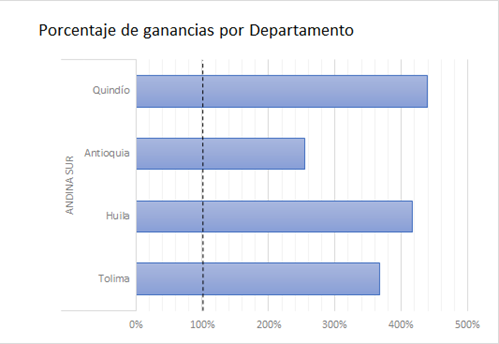 Porcentaje de ganancias por Departamento
ANDINA SUR
Quindío
Antioquia
Huila
Tolima
0% 100% 200% 300% 400% 500%